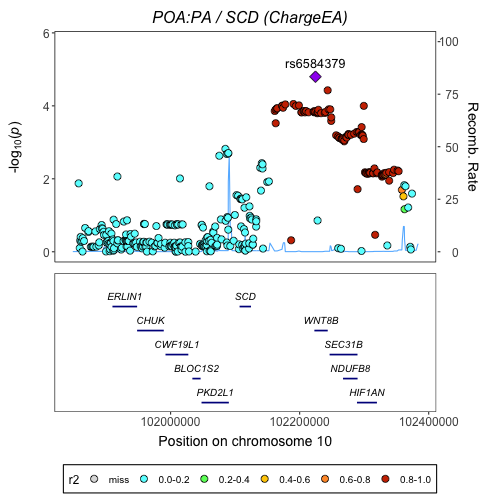 POA:PA / SCD (ChargeEA)
rs6584379
6
4
2
0
-log10(p)
100
75
50
25
0
Recomb. Rate
ERLIN1
SCD
CHUK
WNT8B
CWF19L1
SEC31B
BLOC1S2
NDUFB8
PKD2L1
HIF1AN
102000000
102200000
102400000
Position on chromosome 10
r2 miss 0.0-0.2 0.2-0.4 0.4-0.6 0.6-0.8 0.8-1.0